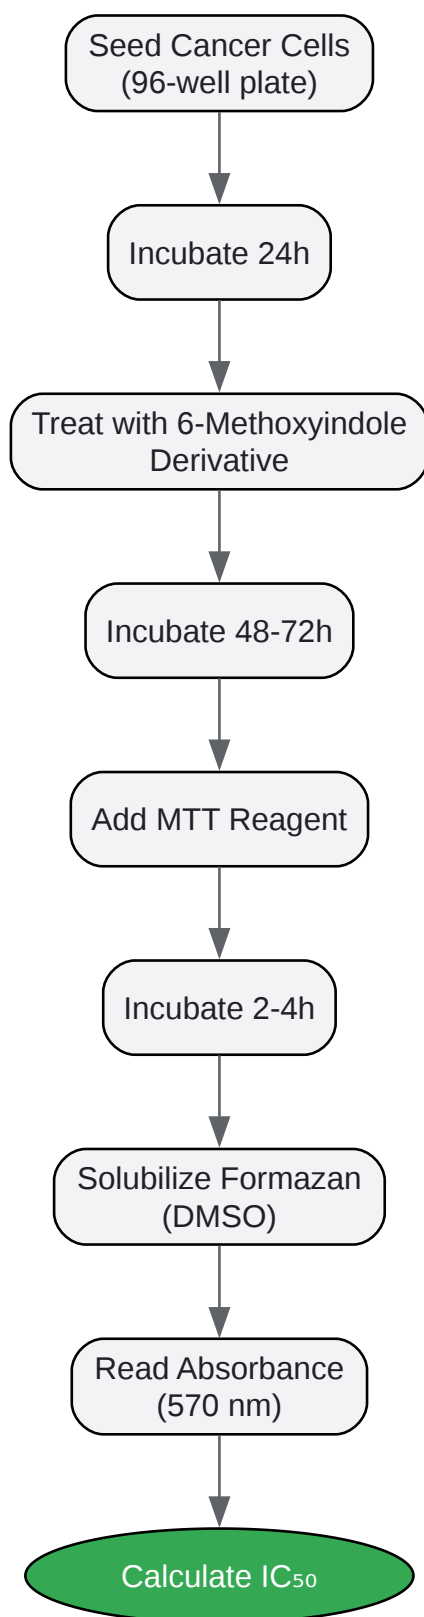 Seed Cancer Cells
(96-well plate)
Incubate 24h
Treat with 6-Methoxyindole
Derivative
Incubate 48-72h
Add MTT Reagent
Incubate 2-4h
Solubilize Formazan
(DMSO)
Read Absorbance
(570 nm)
Calculate IC₅₀